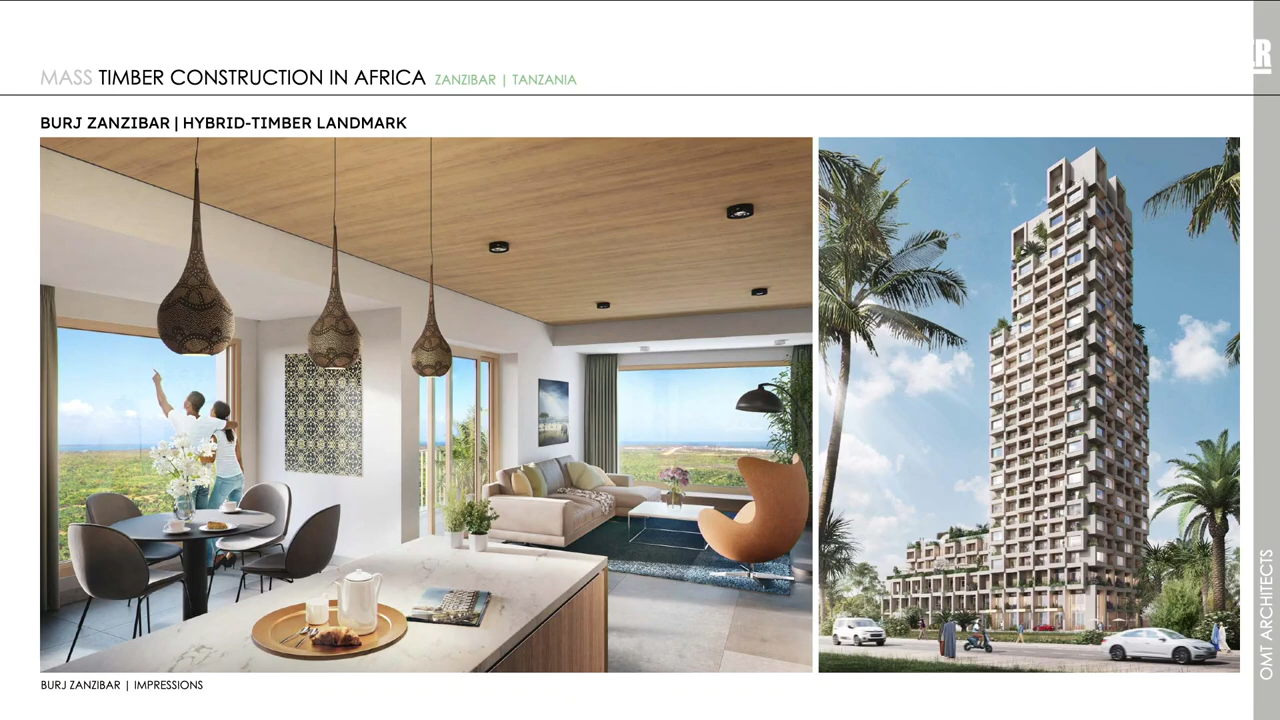 MASS TIMBER CONSTRUCTION IN AFRICA ZANZIBAR | TANZANIA
BURJ ZANZIBAR | HYBRID-TIMBER LANDMARK
BURJ ZANZIBAR | IMPRESSIONS
OMT ARCHITECTS